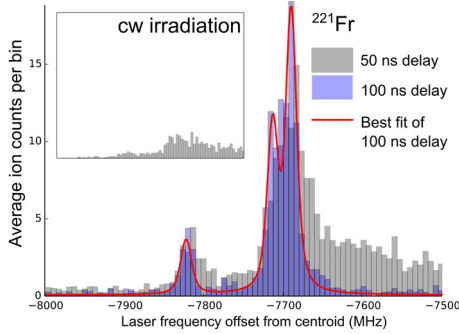 cw irradiation
²²¹Fr
50 ns delay
100 ns delay
Best fit of
100 ns delay
Average ion counts per bin
15
10
5
0
−8000 −7900 −7800 −7700 −7600 −7500
Laser frequency offset from centroid (MHz)